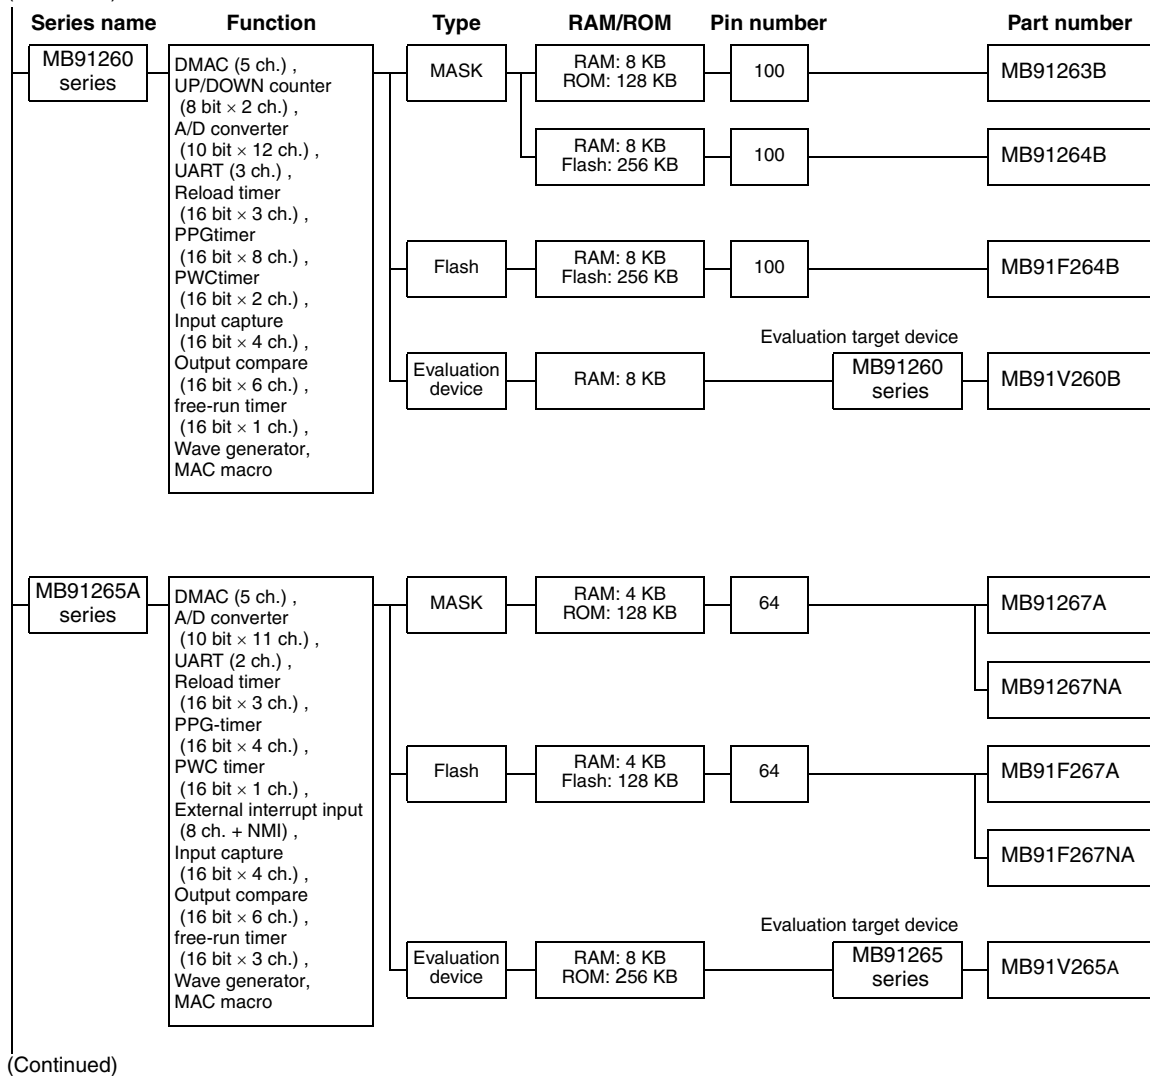 Series name Function Type RAM/ROM Pin number Part number
MB91260
series
DMAC (5 ch.) ,
UP/DOWN counter
(8 bit × 2 ch.) ,
A/D converter
(10 bit × 12 ch.) ,
UART (3 ch.) ,
Reload timer
(16 bit × 3 ch.) ,
PPGtimer
(16 bit × 8 ch.) ,
PWCtimer
(16 bit × 2 ch.) ,
Input capture
(16 bit × 4 ch.) ,
Output compare
(16 bit × 6 ch.) ,
free-run timer
(16 bit × 1 ch.) ,
Wave generator,
MAC macro
MASK
RAM: 8 KB
ROM: 128 KB
100
MB91263B
RAM: 8 KB
Flash: 256 KB
100
MB91264B
Flash
RAM: 8 KB
Flash: 256 KB
100
MB91F264B
Evaluation
device
RAM: 8 KB
Evaluation target device
MB91260
series
MB91V260B
MB91265A
series
DMAC (5 ch.) ,
A/D converter
(10 bit × 11 ch.) ,
UART (2 ch.) ,
Reload timer
(16 bit × 3 ch.) ,
PPG-timer
(16 bit × 4 ch.) ,
PWC timer
(16 bit × 1 ch.) ,
External interrupt input
(8 ch. + NMI) ,
Input capture
(16 bit × 4 ch.) ,
Output compare
(16 bit × 6 ch.) ,
free-run timer
(16 bit × 3 ch.) ,
Wave generator,
MAC macro
MASK
RAM: 4 KB
ROM: 128 KB
64
MB91267A
MB91267NA
Flash
RAM: 4 KB
Flash: 128 KB
64
MB91F267A
MB91F267NA
Evaluation
device
RAM: 8 KB
ROM: 256 KB
Evaluation target device
MB91265
series
MB91V265A
(Continued)